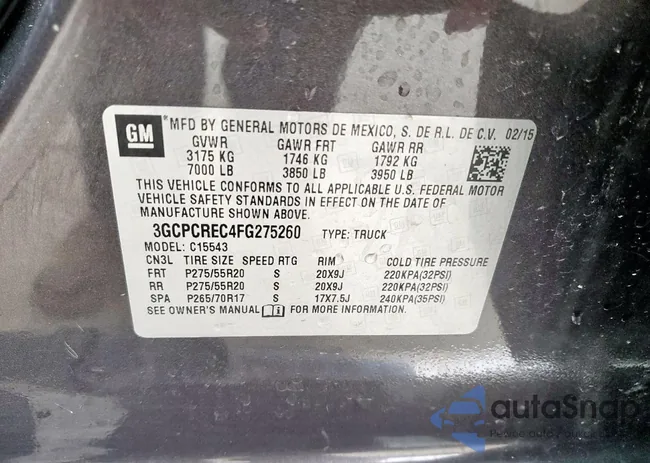 GM
*MFD BY GENERAL MOTORS DE MEXICO, S. DE R.L. DE C.V. 02/15
GVWR GAWR FRT GAWR RR
3175 KG 1746 KG 1792 KG
7000 LB 3850 LB 3950 LB
THIS VEHICLE CONFORMS TO ALL APPLICABLE U.S. FEDERAL MOTOR
VEHICLE SAFETY STANDARDS IN EFFECT ON THE DATE OF
MANUFACTURE SHOWN ABOVE.
3GCPCREC4FG275260 TYPE: TRUCK
MODEL: C15543
CN3L TIRE SIZE SPEED RTG RIM COLD TIRE PRESSURE
FRT P275/55R20 S 20X9J 220KPA(32PSI)
RR P275/55R20 S 20X9J 220KPA(32PSI)
SPA P265/70R17 S 17X7.5J 240KPA(35PSI)
SEE OWNER'S MANUAL FOR MORE INFORMATION.
autoSnap